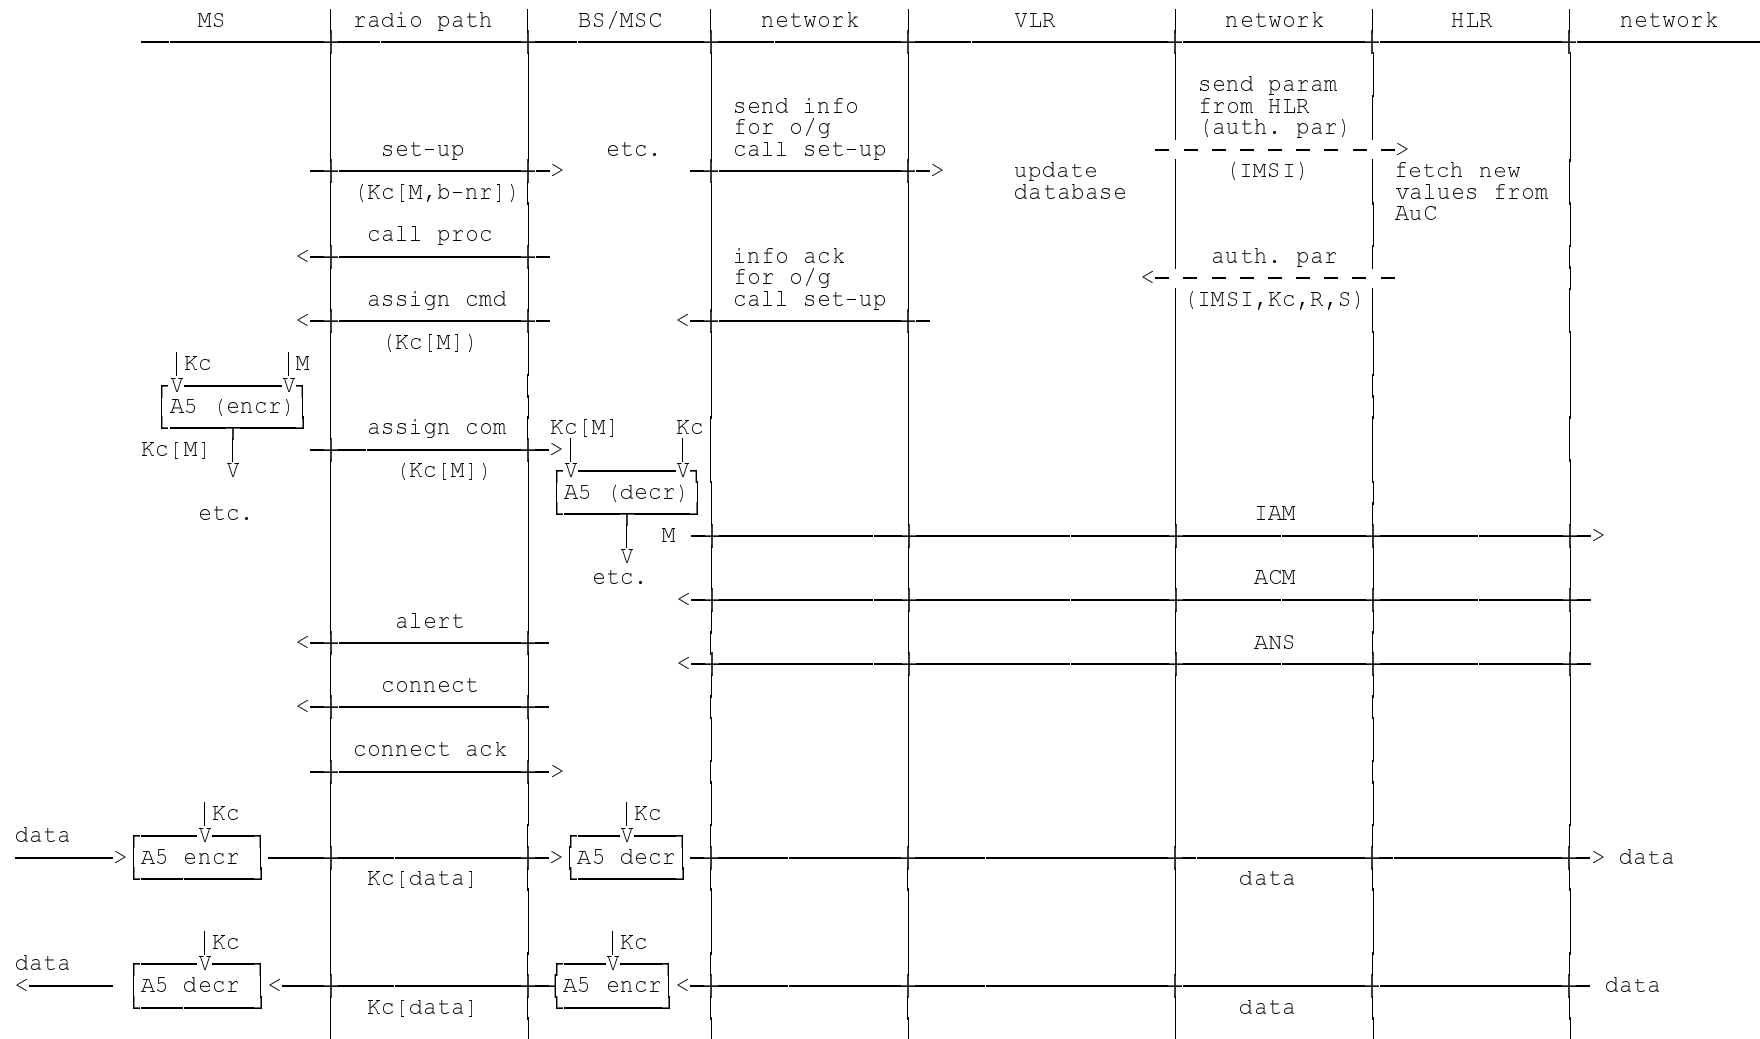 MS radio path BS/MSC network VLR network HLR network
send param
send info from HLR
for o/g (auth. par)
set-up etc. call set-up
update (IMSI) fetch new
(Kc[M,b-nr]) database values from
AuC
call proc
info ack auth. par
for o/g
assign cmd call set-up (IMSI,Kc,R,S)
(Kc[M])
Kc M
A5 (encr)
assign com Kc[M] Kc
Kc[M]
(Kc[M])
A5 (decr)
etc. IAM
M
etc. ACM
alert
ANS
connect
connect ack
Kc Kc
data
A5 encr A5 decr data
Kc[data] data
Kc Kc
data
A5 decr A5 encr data
Kc[data] data